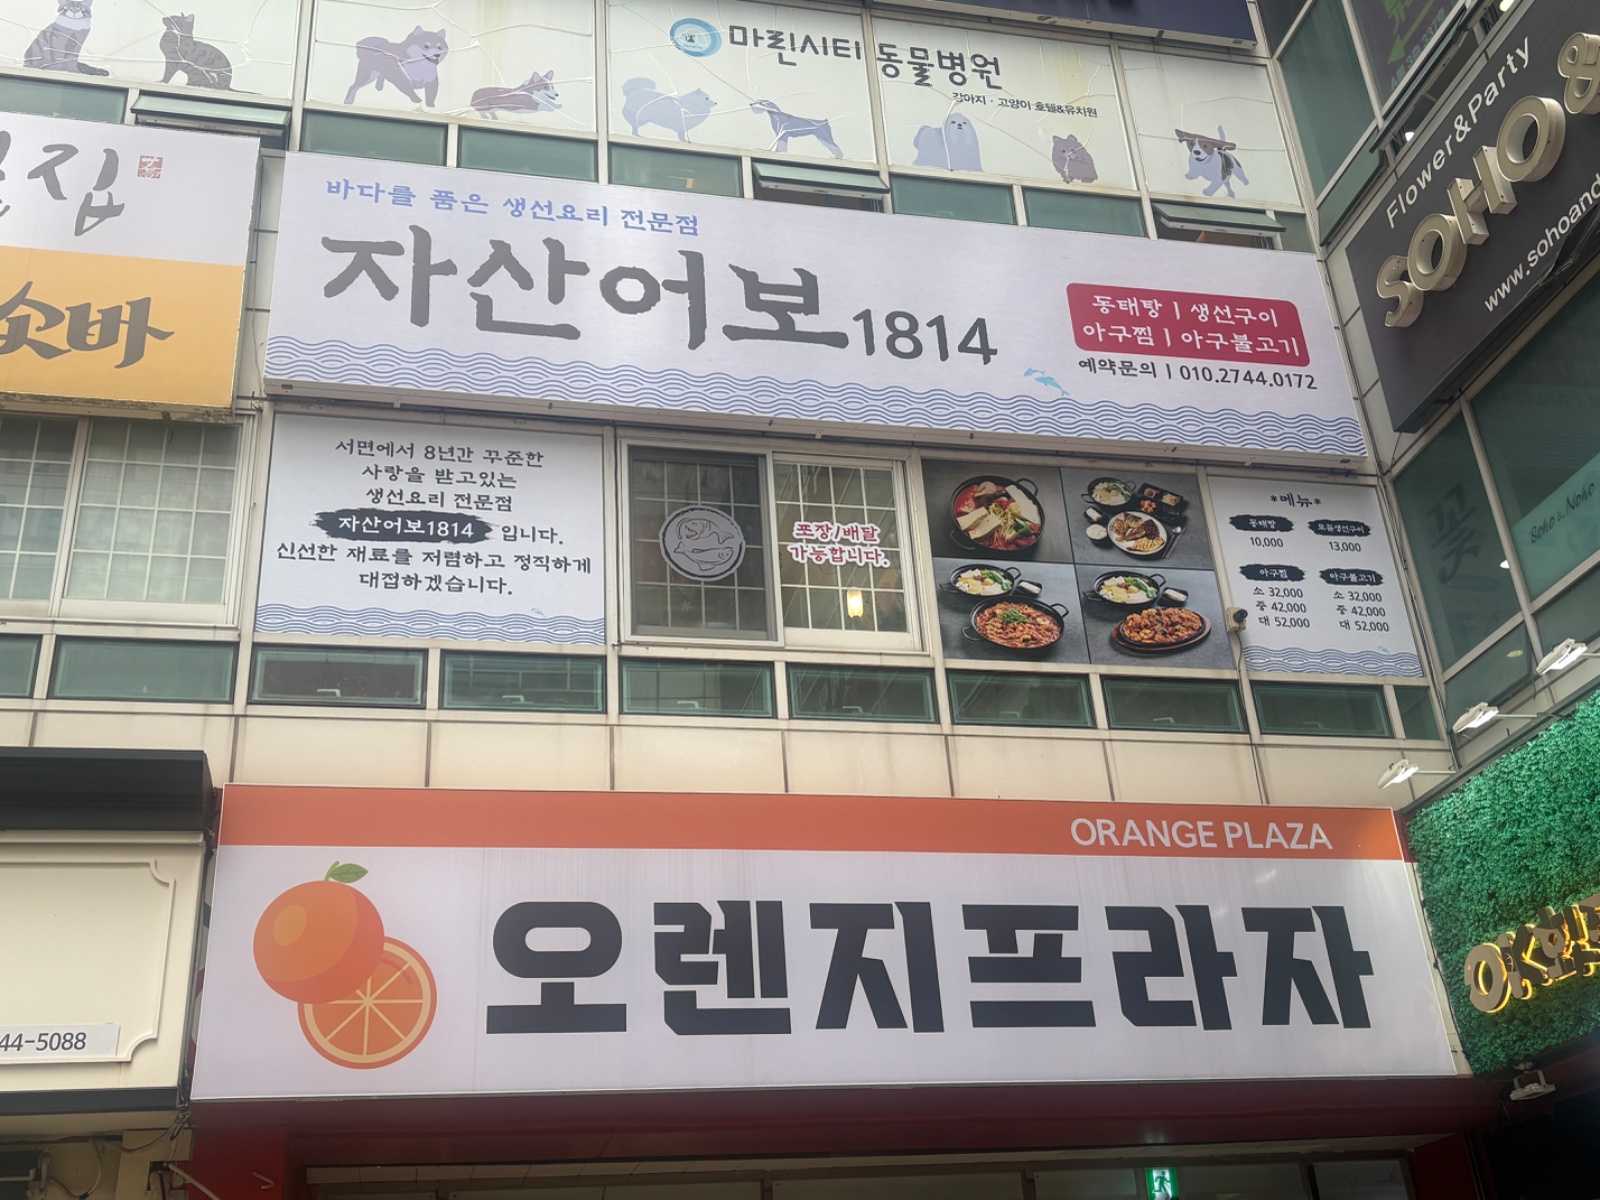 마린시티 동물병원
강아지 · 고양이 호텔&유치원
집
소바
바다를 품은 생선요리 전문점
자산어보1814
동태탕 | 생선구이
아구찜 | 아구불고기
예약문의 | 010.2744.0172
Flower&Party
SOHO &
www.sohoand
서면에서 8년간 꾸준한
사랑을 받고있는
생선요리 전문점
자산어보1814 입니다.
신선한 재료를 저렴하고 정직하게
대접하겠습니다.
포장/배달
가능합니다.
*메뉴*
동태탕 모듬생선구이
10,000 13,000
아구찜 아구불고기
소 32,000 소 32,000
중 42,000 중 42,000
대 52,000 대 52,000
꽃
Soho & Noho
ORANGE PLAZA
오렌지프라자
44-5088